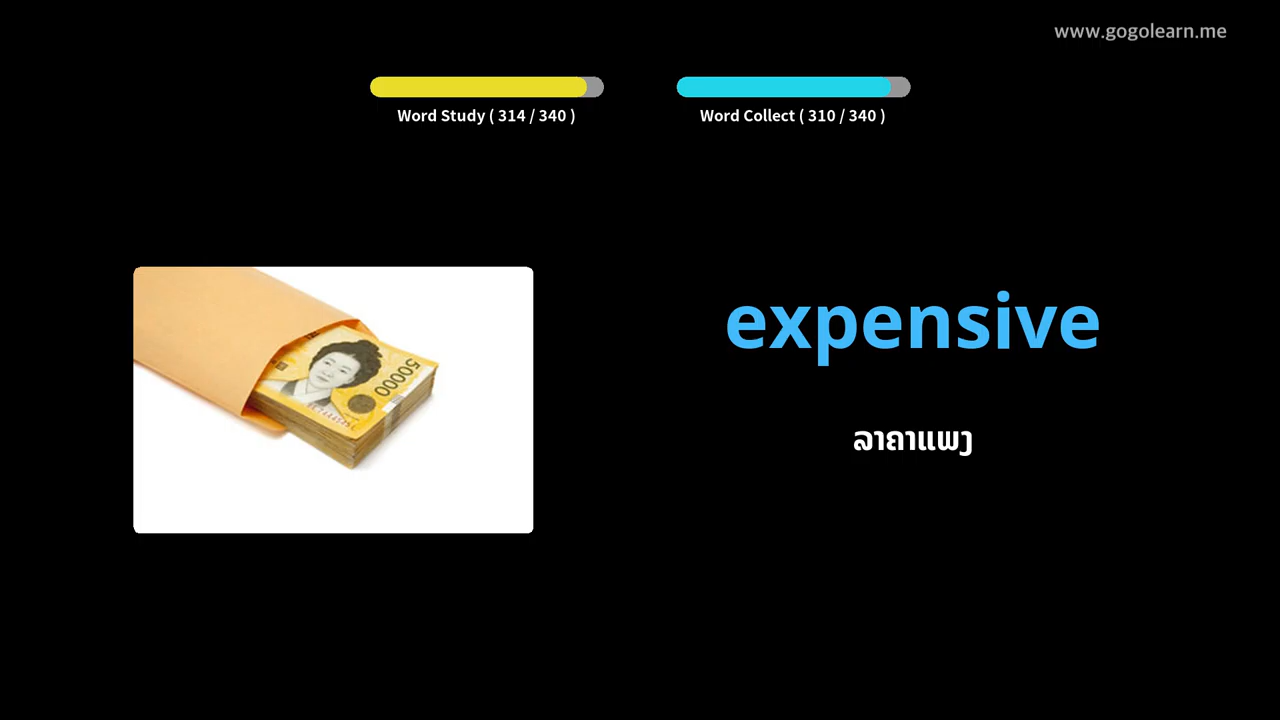 www.gogolearn.me
Word Study ( 314 / 340 )
Word Collect ( 310 / 340 )
expensive
ລາຄາແພງ
50000